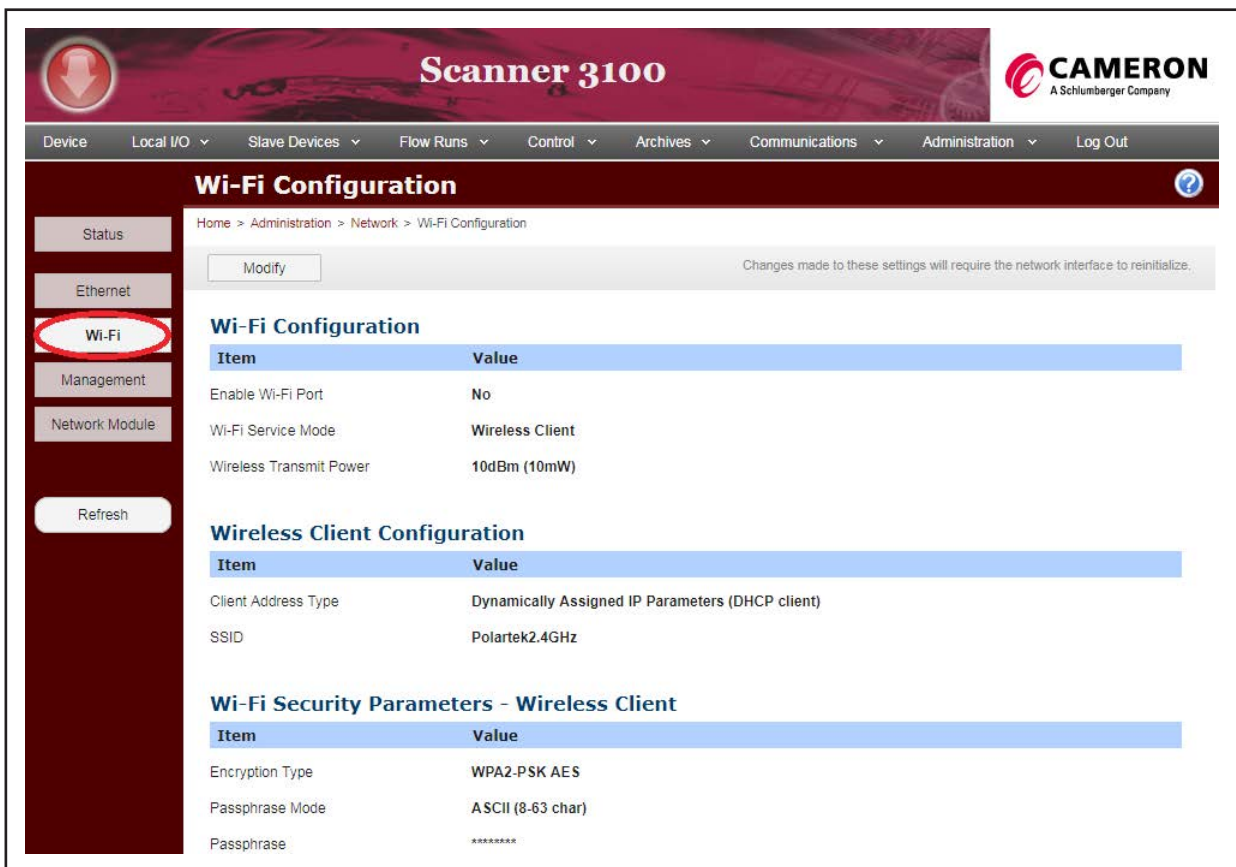 Scanner 3100
CAMERON
A Schlumberger Company
Device Local I/O Slave Devices Flow Runs Control Archives Communications Administration Log Out
Wi-Fi Configuration
?
Home > Administration > Network > Wi-Fi Configuration
Status
Ethernet
Wi-Fi
Management
Network Module
Refresh
Modify
Changes made to these settings will require the network interface to reinitialize.
Wi-Fi Configuration
Item Value
Enable Wi-Fi Port No
Wi-Fi Service Mode Wireless Client
Wireless Transmit Power 10dBm (10mW)
Wireless Client Configuration
Item Value
Client Address Type Dynamically Assigned IP Parameters (DHCP client)
SSID Polartek2.4GHz
Wi-Fi Security Parameters - Wireless Client
Item Value
Encryption Type WPA2-PSK AES
Passphrase Mode ASCII (8-63 char)
Passphrase ********